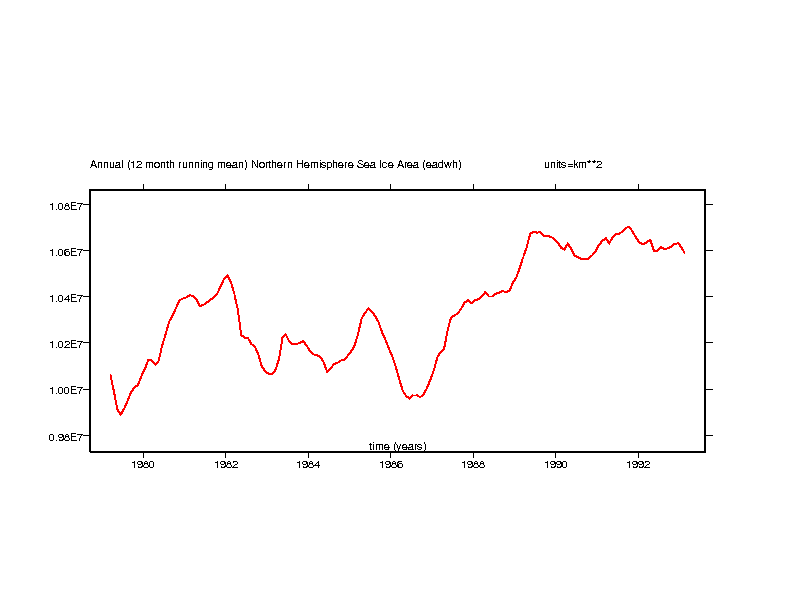 Annual (12 month running mean) Northern Hemisphere Sea Ice Area (eadwh) units=km**2
1.08E7
1.06E7
1.04E7
1.02E7
1.00E7
0.98E7
time (years)
1980 1982 1984 1986 1988 1990 1992